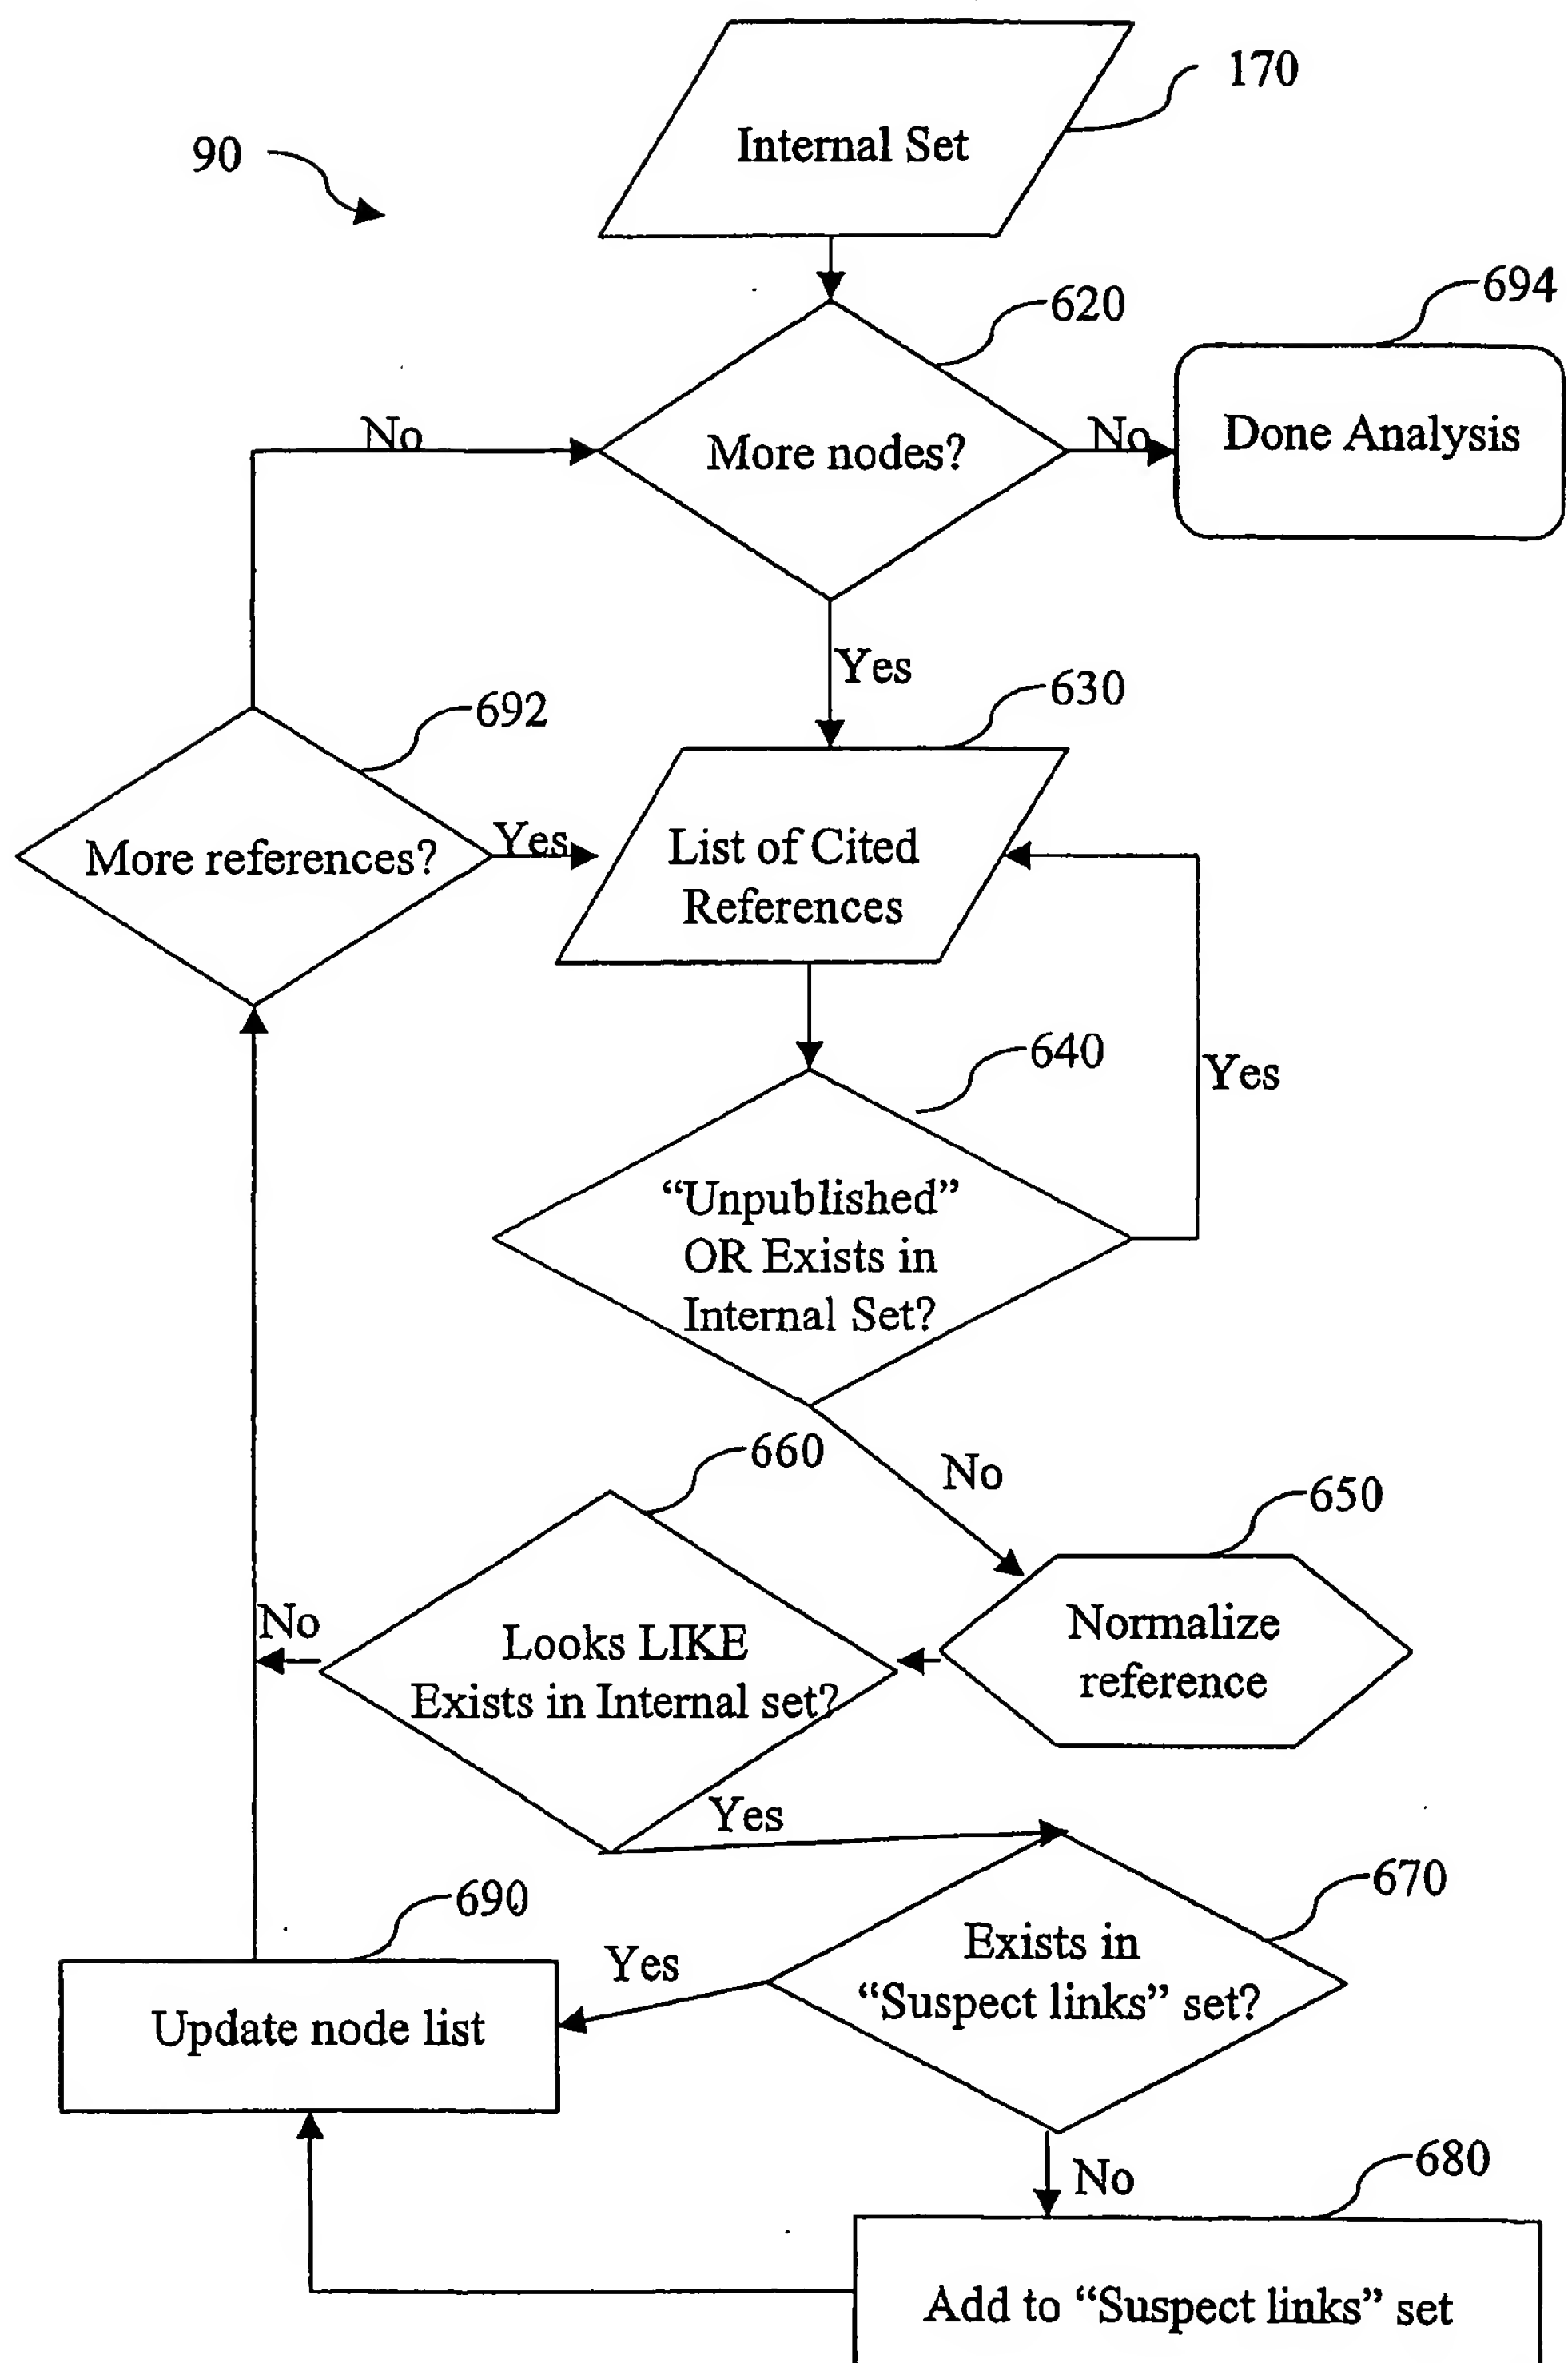 170
Internal Set
90
620
694
No
More nodes?
No
Done Analysis
Yes
630
692
More references?
Yes
List of Cited
References
640
Yes
“Unpublished”
OR Exists in
Internal Set?
660
No
650
No
Looks LIKE
Exists in Internal set?
Normalize
reference
Yes
670
690
Yes
Exists in
“Suspect links” set?
Update node list
No
680
Add to “Suspect links” set